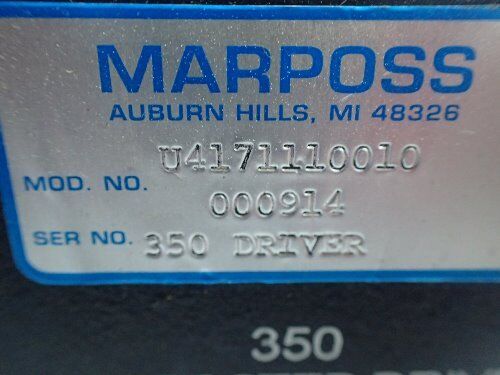 MARPOSS
AUBURN HILLS, MI 48326
U4171110010
MOD. NO.
000914
SER NO. 350 DRIVER
350